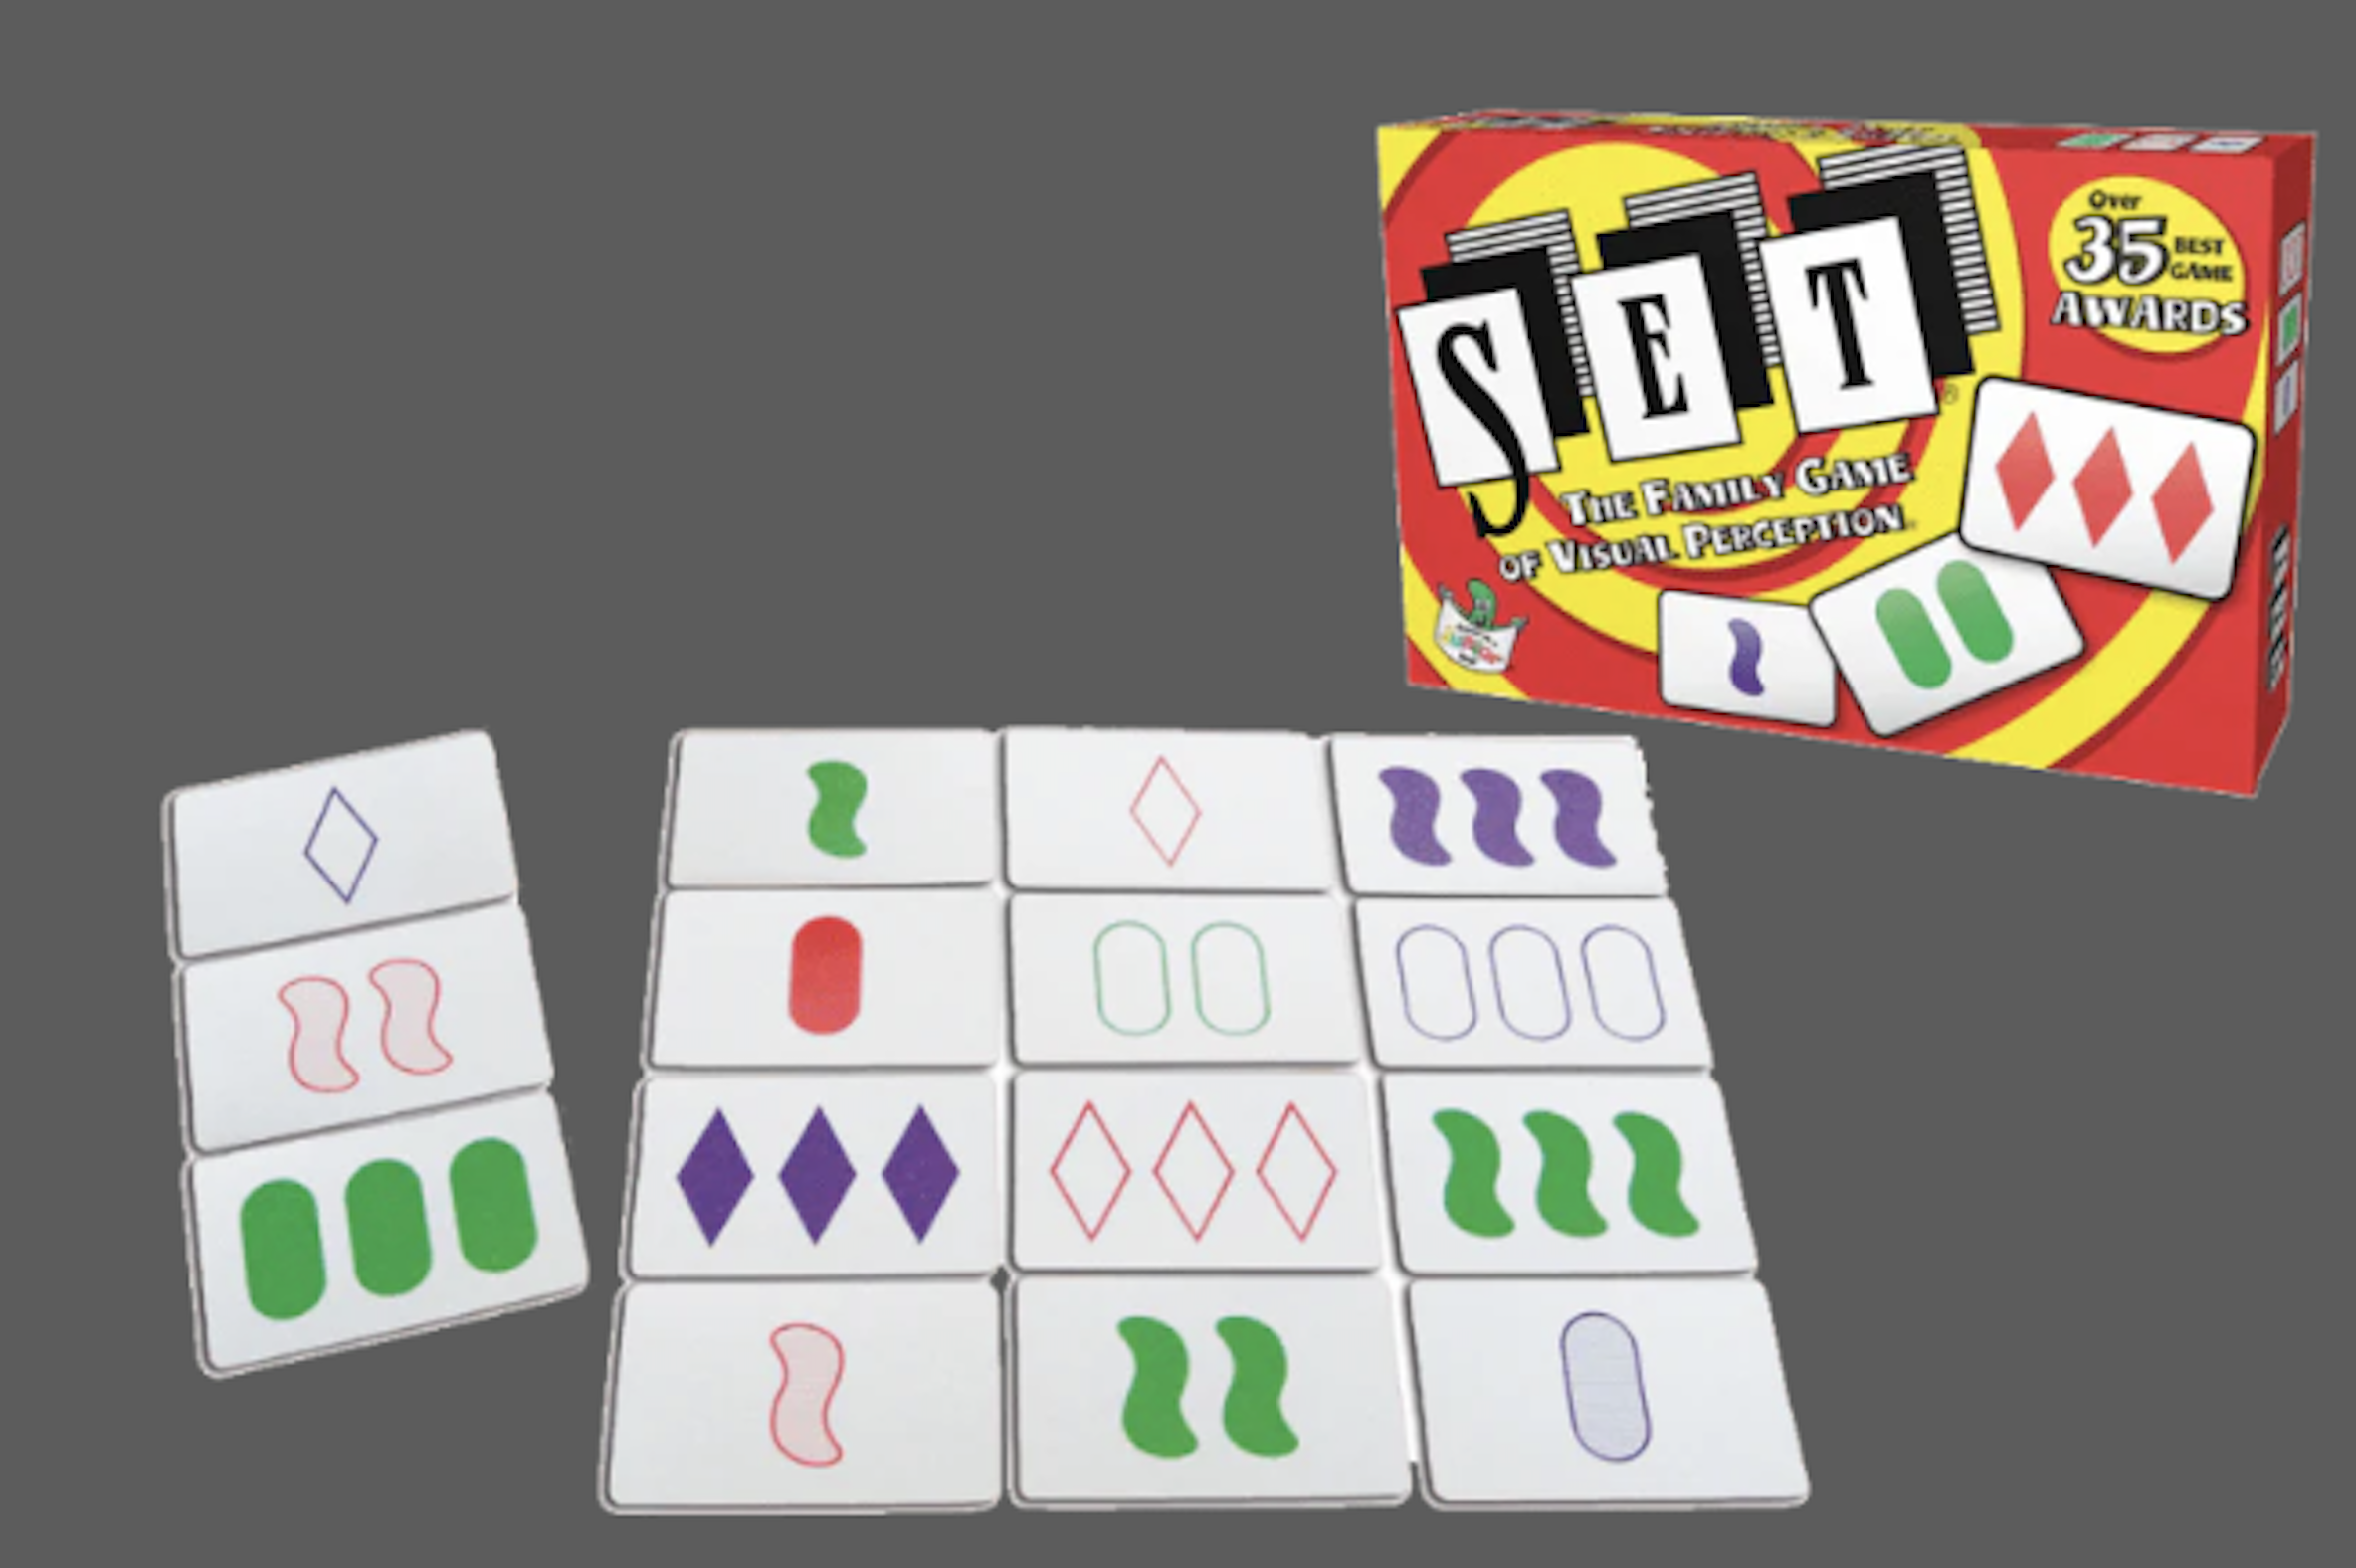 SET®
Over
35 BEST
GAME
AWARDS
THE FAMILY GAME
OF VISUAL PERCEPTION